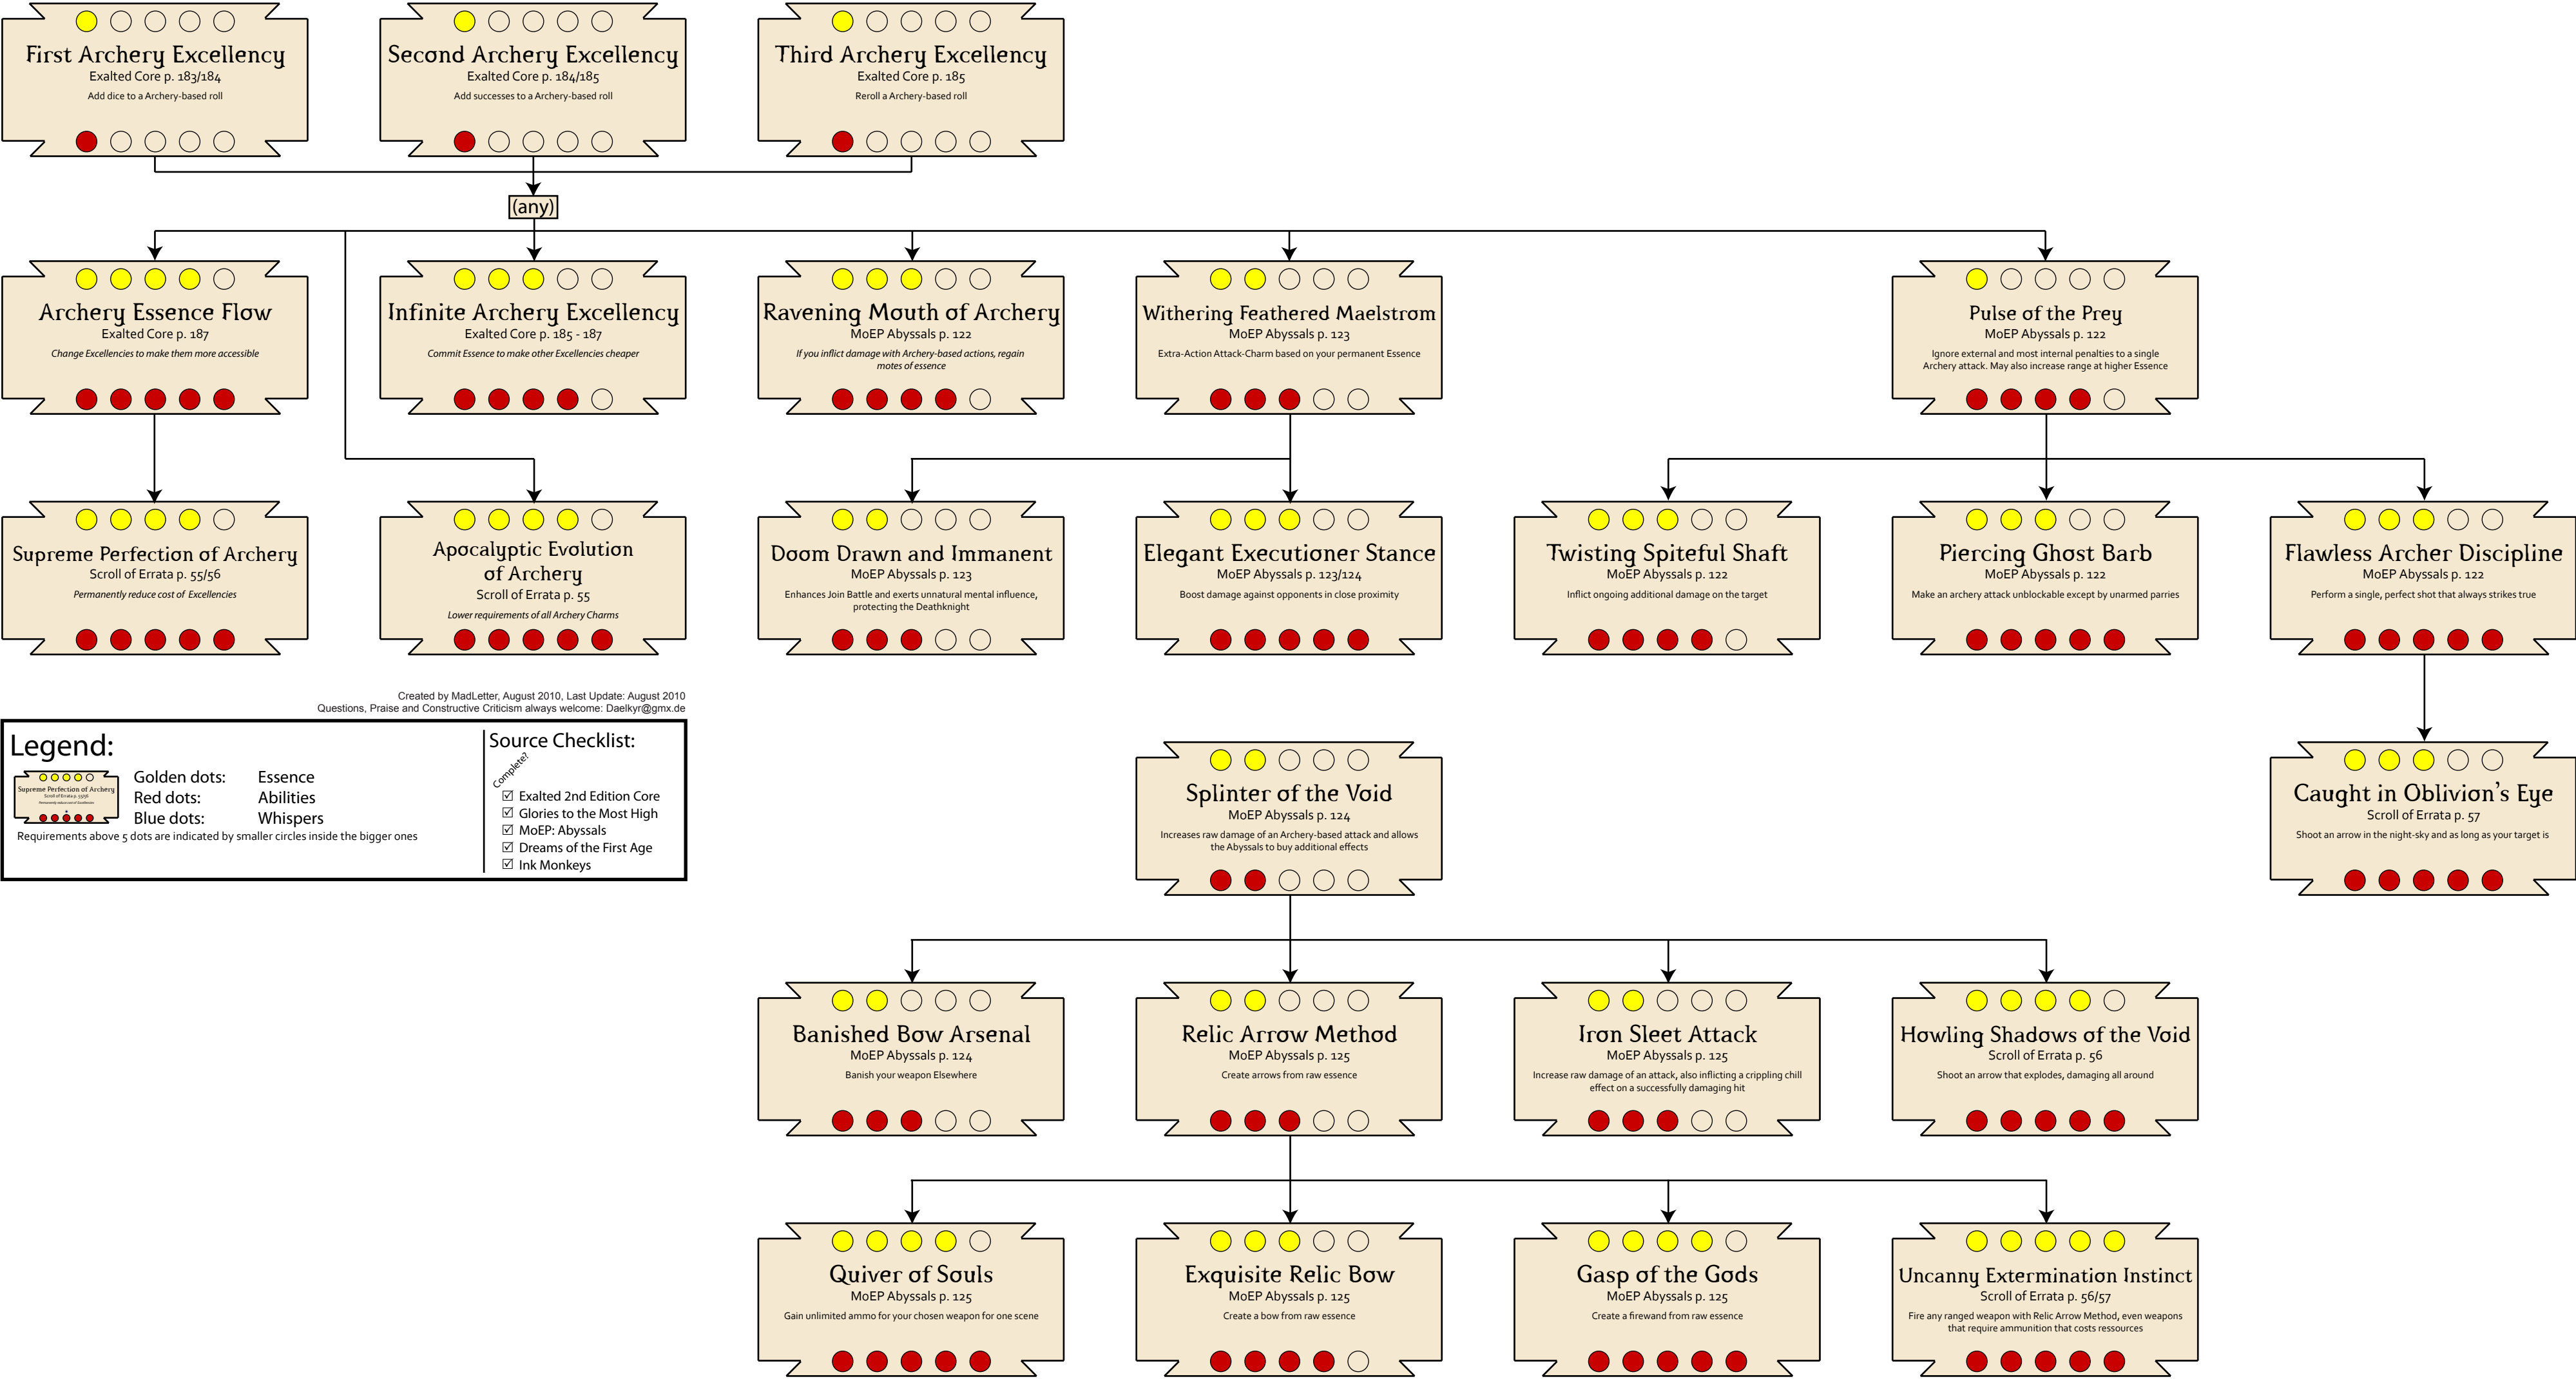 First Archery Excellency
Exalted Core p. 183/184
Add dice to a Archery-based roll
Second Archery Excellency
Exalted Core p. 184/185
Add successes to a Archery-based roll
Third Archery Excellency
Exalted Core p. 185
Reroll a Archery-based roll
(any)
Archery Essence Flow
Exalted Core p. 187
Change Excellencies to make them more accessible
Infinite Archery Excellency
Exalted Core p. 185 - 187
Commit Essence to make other Excellencies cheaper
Ravening Mouth of Archery
MoEP Abyssals p. 122
If you inflict damage with Archery-based actions, regain
motes of essence
Withering Feathered Maelstrom
MoEP Abyssals p. 123
Extra-Action Attack-Charm based on your permanent Essence
Pulse of the Prey
MoEP Abyssals p. 122
Ignore external and most internal penalties to a single
Archery attack. May also increase range at higher Essence
Supreme Perfection of Archery
Scroll of Errata p. 55/56
Permanently reduce cost of Excellencies
Apocalyptic Evolution
of Archery
Scroll of Errata p. 55
Lower requirements of all Archery Charms
Doom Drawn and Immanent
MoEP Abyssals p. 123
Enhances Join Battle and exerts unnatural mental influence,
protecting the Deathknight
Elegant Executioner Stance
MoEP Abyssals p. 123/124
Boost damage against opponents in close proximity
Twisting Spiteful Shaft
MoEP Abyssals p. 122
Inflict ongoing additional damage on the target
Piercing Ghost Barb
MoEP Abyssals p. 122
Make an archery attack unblockable except by unarmed parries
Flawless Archer Discipline
MoEP Abyssals p. 122
Perform a single, perfect shot that always strikes true
Created by MadLetter, August 2010, Last Update: August 2010
Questions, Praise and Constructive Criticism always welcome: Daelkyr@gmx.de
Legend:
Supreme Perfection of Archery
Scroll of Errata p. 55/56
Permanently reduce cost of Excellencies
Golden dots: Essence
Red dots: Abilities
Blue dots: Whispers
Requirements above 5 dots are indicated by smaller circles inside the bigger ones
Source Checklist:
Complete?
☑ Exalted 2nd Edition Core
☑ Glories to the Most High
☑ MoEP: Abyssals
☑ Dreams of the First Age
☑ Ink Monkeys
Splinter of the Void
MoEP Abyssals p. 124
Increases raw damage of an Archery-based attack and allows
the Abyssals to buy additional effects
Caught in Oblivion's Eye
Scroll of Errata p. 57
Shoot an arrow in the night-sky and as long as your target is
Banished Bow Arsenal
MoEP Abyssals p. 124
Banish your weapon Elsewhere
Relic Arrow Method
MoEP Abyssals p. 125
Create arrows from raw essence
Iron Sleet Attack
MoEP Abyssals p. 125
Increase raw damage of an attack, also inflicting a crippling chill
effect on a successfully damaging hit
Howling Shadows of the Void
Scroll of Errata p. 56
Shoot an arrow that explodes, damaging all around
Quiver of Souls
MoEP Abyssals p. 125
Gain unlimited ammo for your chosen weapon for one scene
Exquisite Relic Bow
MoEP Abyssals p. 125
Create a bow from raw essence
Gasp of the Gods
MoEP Abyssals p. 125
Create a firewand from raw essence
Uncanny Extermination Instinct
Scroll of Errata p. 56/57
Fire any ranged weapon with Relic Arrow Method, even weapons
that require ammunition that costs ressources